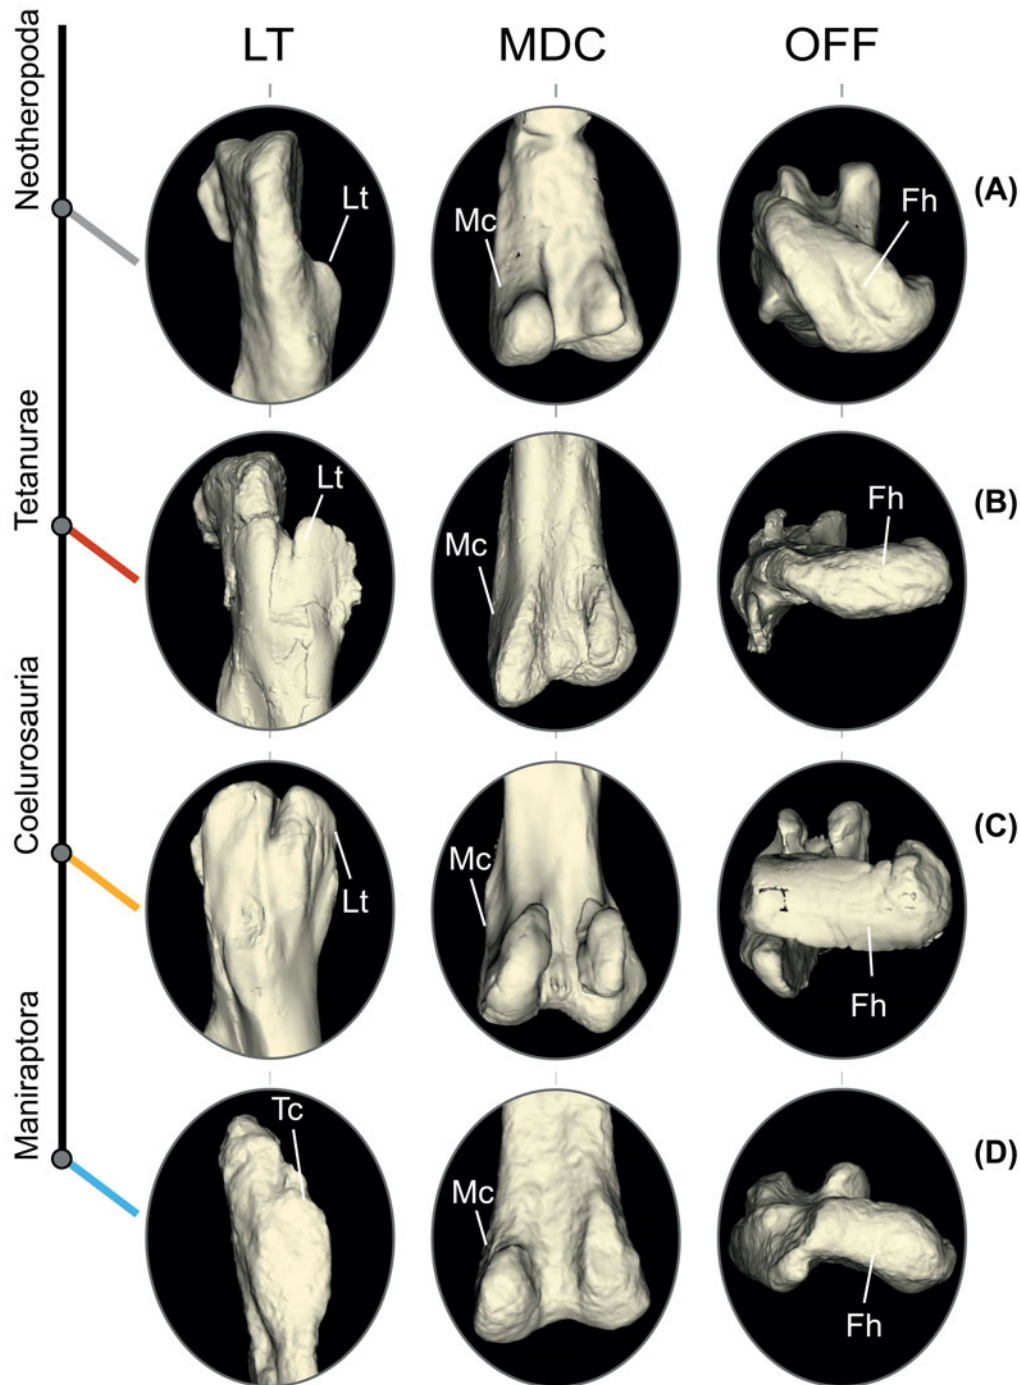 LT MDC OFF
Neotheropoda
Lt
Mc
Fh
(A)
Tetanurae
Lt
Mc
Fh
(B)
Coelurosauria
Lt
Mc
Fh
(C)
Maniraptora
Tc
Mc
Fh
(D)